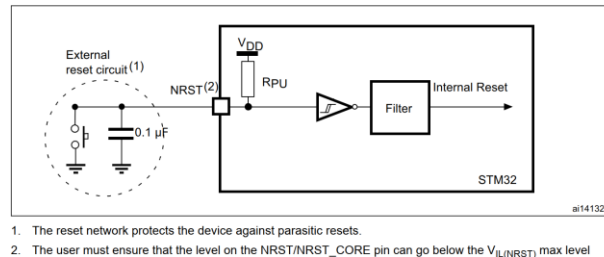 External
reset circuit(1)
VDD
RPU
NRST(2)
0.1 µF
Filter
Internal Reset
STM32
ai14132
1. The reset network protects the device against parasitic resets.
2. The user must ensure that the level on the NRST/NRST_CORE pin can go below the VIL(NRST) max level